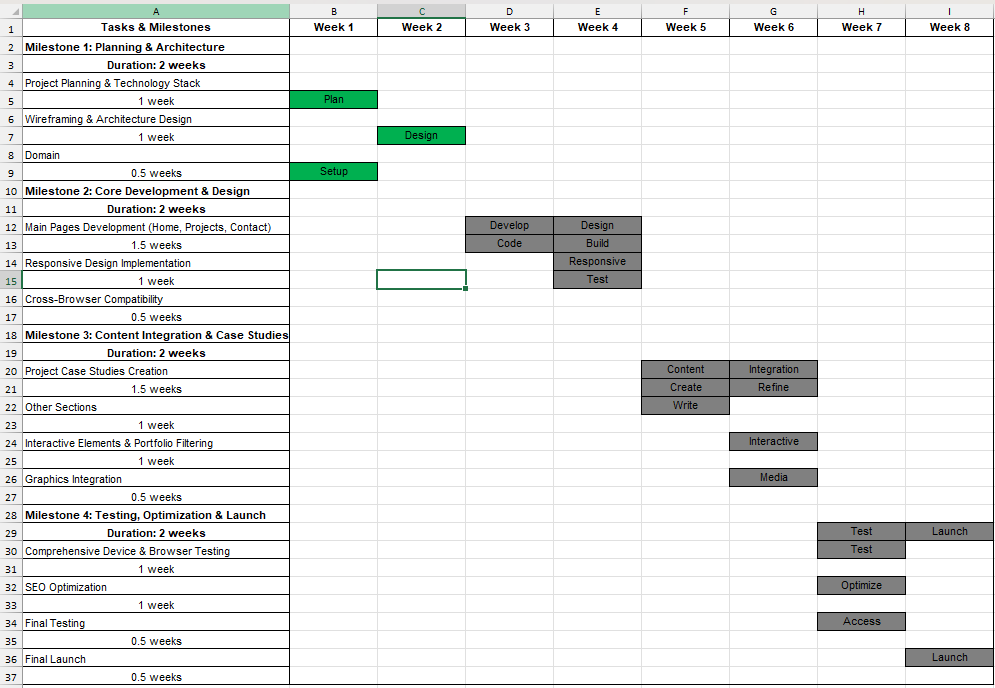 A B C D E F G H I
1 Tasks & Milestones Week 1 Week 2 Week 3 Week 4 Week 5 Week 6 Week 7 Week 8
2 Milestone 1: Planning & Architecture
3 Duration: 2 weeks
4 Project Planning & Technology Stack
5 1 week Plan
6 Wireframing & Architecture Design
7 1 week Design
8 Domain
9 0.5 weeks Setup
10 Milestone 2: Core Development & Design
11 Duration: 2 weeks
12 Main Pages Development (Home, Projects, Contact) Develop Design
13 1.5 weeks Code Build
14 Responsive Design Implementation Responsive
15 1 week Test
16 Cross-Browser Compatibility
17 0.5 weeks
18 Milestone 3: Content Integration & Case Studies
19 Duration: 2 weeks
20 Project Case Studies Creation Content Integration
21 1.5 weeks Create Refine
22 Other Sections Write
23 1 week
24 Interactive Elements & Portfolio Filtering Interactive
25 1 week
26 Graphics Integration Media
27 0.5 weeks
28 Milestone 4: Testing, Optimization & Launch
29 Duration: 2 weeks Test Launch
30 Comprehensive Device & Browser Testing Test
31 1 week
32 SEO Optimization Optimize
33 1 week
34 Final Testing Access
35 0.5 weeks
36 Final Launch Launch
37 0.5 weeks